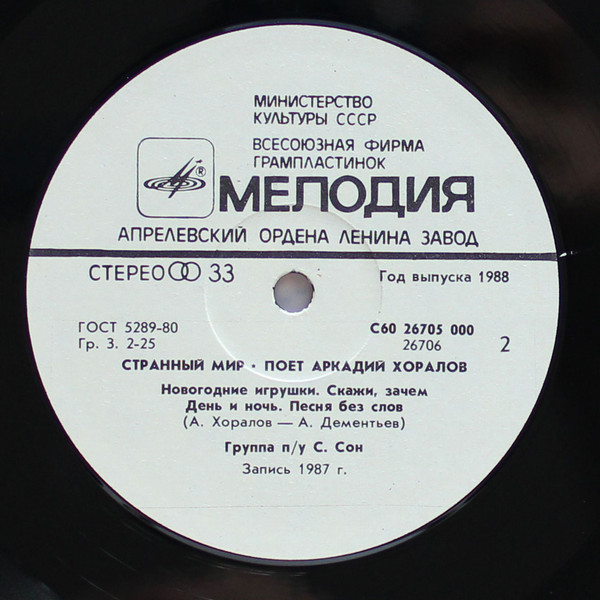 МИНИСТЕРСТВО
КУЛЬТУРЫ СССР
ВСЕСОЮЗНАЯ ФИРМА
ГРАМПЛАСТИНОК
®
МЕЛОДИЯ
АПРЕЛЕВСКИЙ ОРДЕНА ЛЕНИНА ЗАВОД
СТЕРЕО 33
Год выпуска 1988
ГОСТ 5289-80
С60 26705 000
Гр. 3. 2-25
26706
2
СТРАННЫЙ МИР · ПОЕТ АРКАДИЙ ХОРАЛОВ
Новогодние игрушки. Скажи, зачем
День и ночь. Песня без слов
(А. Хоралов — А. Дементьев)
Группа п/у С. Сон
Запись 1987 г.